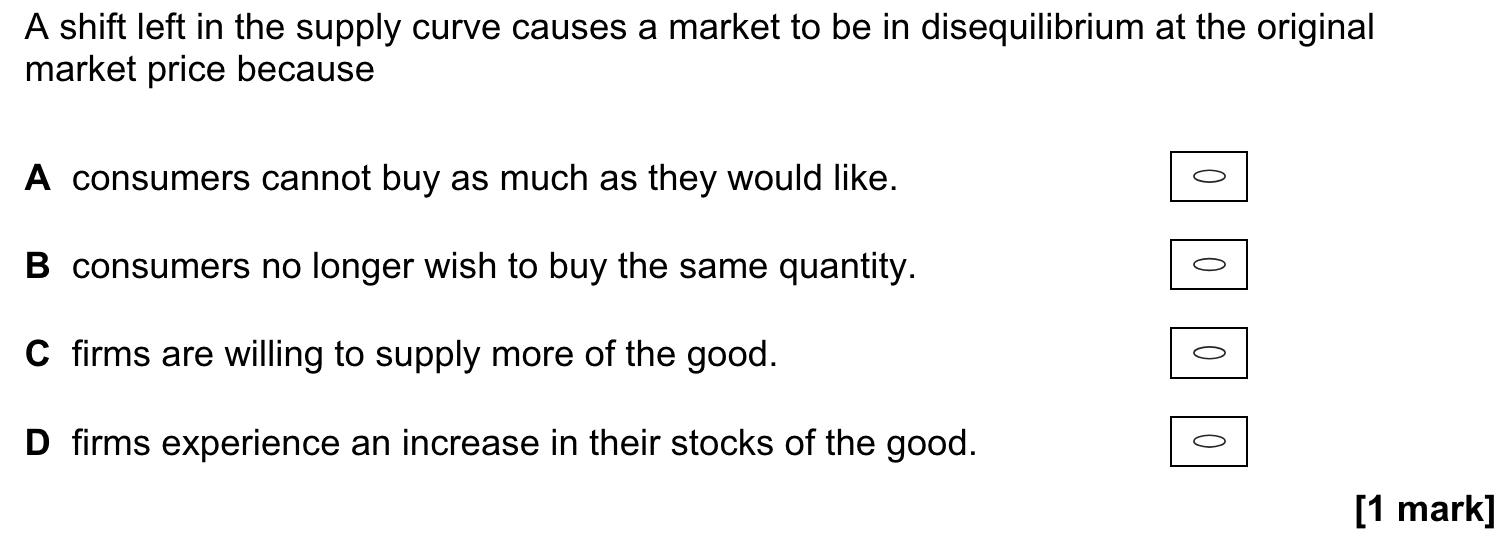 A shift left in the supply curve causes a market to be in disequilibrium at the original
market price because
A consumers cannot buy as much as they would like.
B consumers no longer wish to buy the same quantity.
C firms are willing to supply more of the good.
D firms experience an increase in their stocks of the good.
[1 mark]